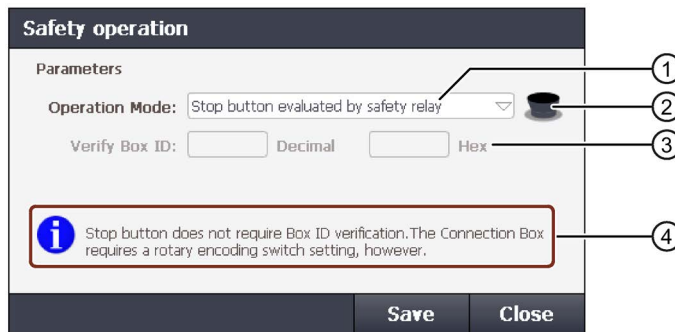 Safety operation
Parameters
1
Operation Mode: Stop button evaluated by safety relay
2
Verify Box ID: Decimal Hex
3
i Stop button does not require Box ID verification.The Connection Box
requires a rotary encoding switch setting, however.
4
Save Close